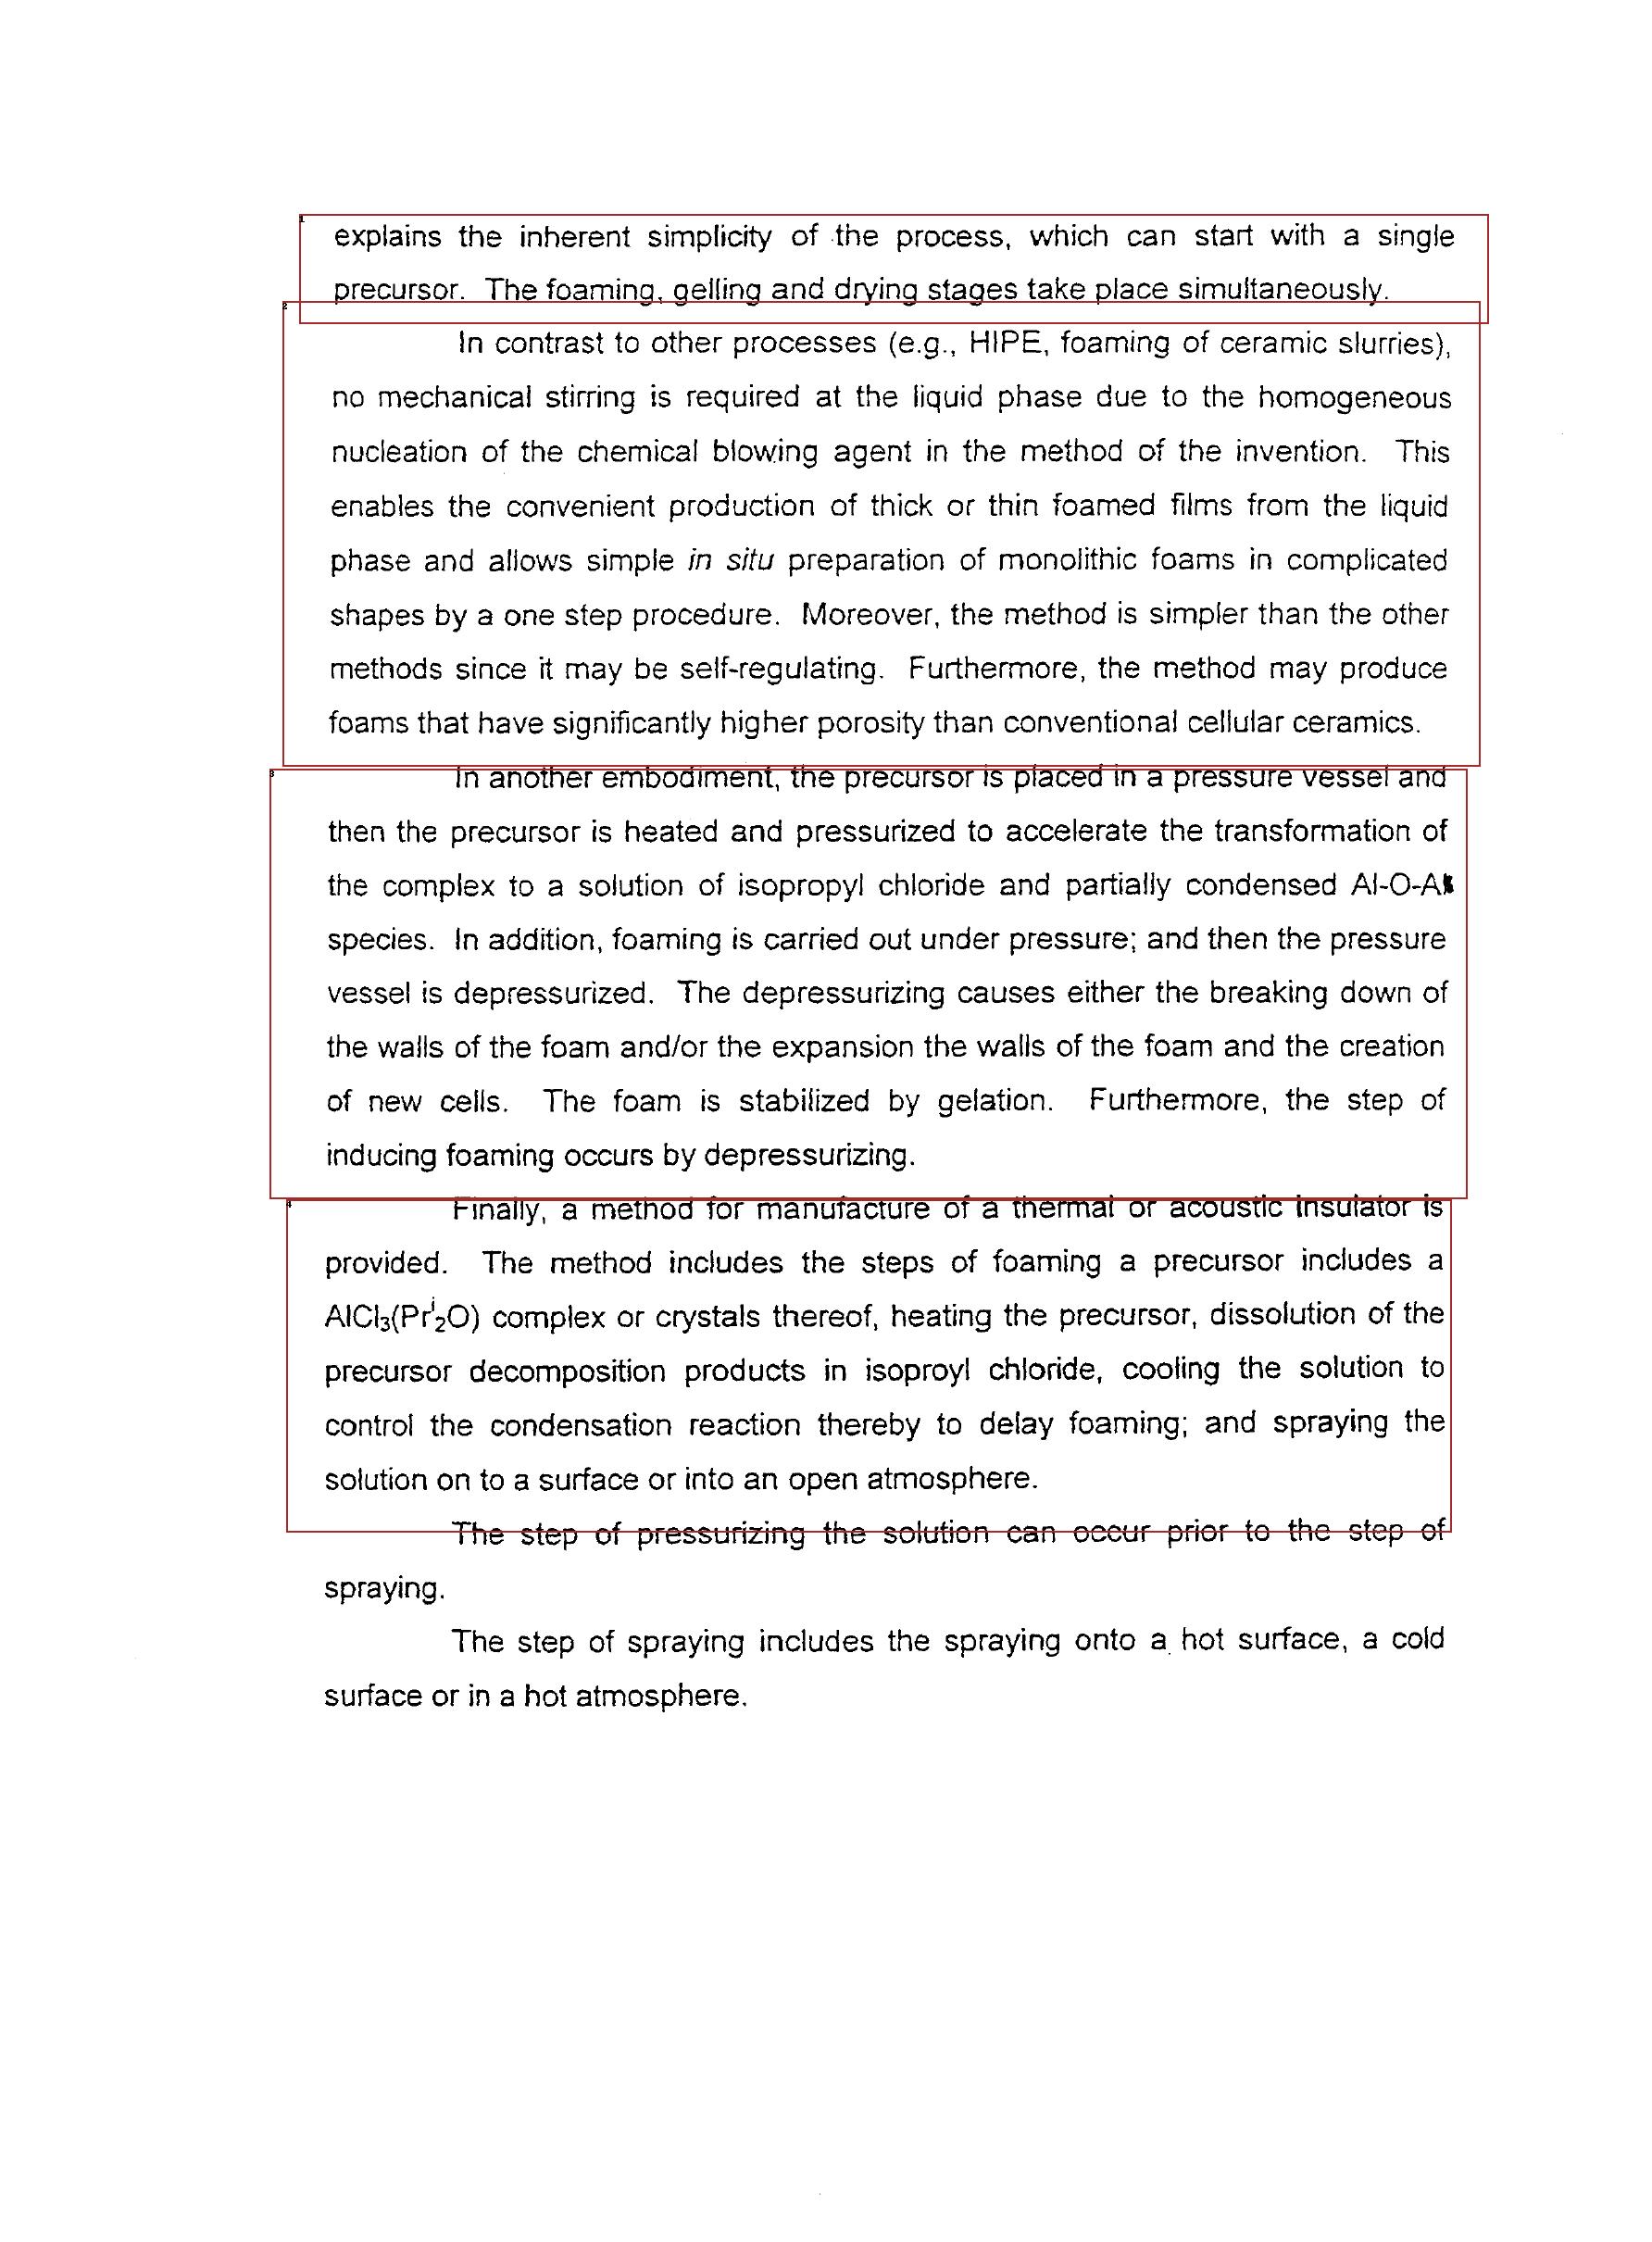 explains the inherent simplicity of the process, which can start with a single
precursor. The foaming, gelling and drying stages take place simultaneously.
In contrast to other processes (e.g., HIPE, foaming of ceramic slurries),
no mechanical stirring is required at the liquid phase due to the homogeneous
nucleation of the chemical blowing agent in the method of the invention. This
enables the convenient production of thick or thin foamed films from the liquid
phase and allows simple in situ preparation of monolithic foams in complicated
shapes by a one step procedure. Moreover, the method is simpler than the other
methods since it may be self-regulating. Furthermore, the method may produce
foams that have significantly higher porosity than conventional cellular ceramics.
In another embodiment, the precursor is placed in a pressure vessel and
then the precursor is heated and pressurized to accelerate the transformation of
the complex to a solution of isopropyl chloride and partially condensed Al-O-Al
species. In addition, foaming is carried out under pressure; and then the pressure
vessel is depressurized. The depressurizing causes either the breaking down of
the walls of the foam and/or the expansion the walls of the foam and the creation
of new cells. The foam is stabilized by gelation. Furthermore, the step of
inducing foaming occurs by depressurizing.
Finally, a method for manufacture of a thermal or acoustic insulator is
provided. The method includes the steps of foaming a precursor includes a
AlCl₃(Prⁱ₂O) complex or crystals thereof, heating the precursor, dissolution of the
precursor decomposition products in isoproyl chloride, cooling the solution to
control the condensation reaction thereby to delay foaming; and spraying the
solution on to a surface or into an open atmosphere.
The step of pressurizing the solution can occur prior to the step of
spraying.
The step of spraying includes the spraying onto a hot surface, a cold
surface or in a hot atmosphere.